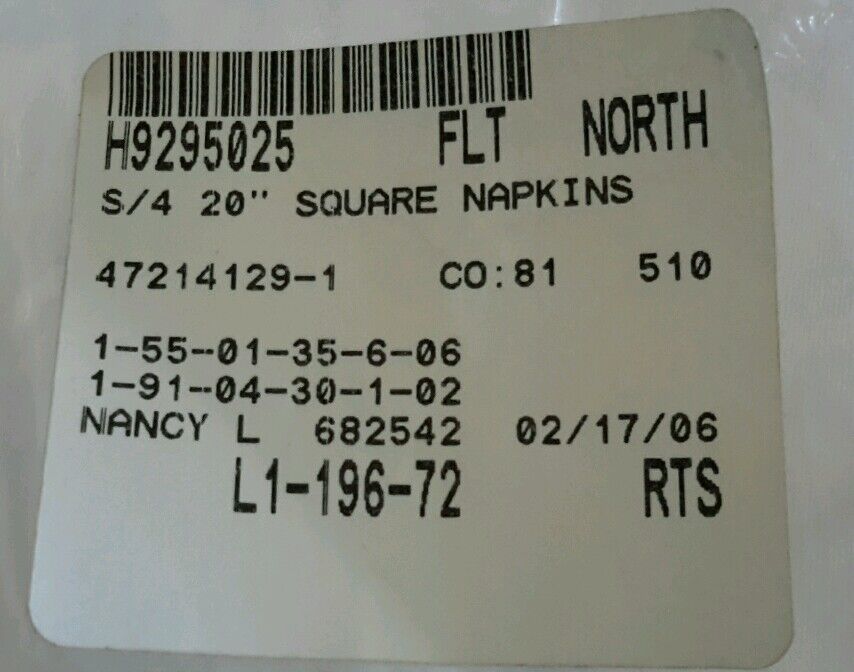 H9295025 FLT NORTH
S/4 20" SQUARE NAPKINS
47214129-1 CO:81 510
1-55-01-35-6-06
1-91-04-30-1-02
NANCY L 682542 02/17/06
L1-196-72 RTS